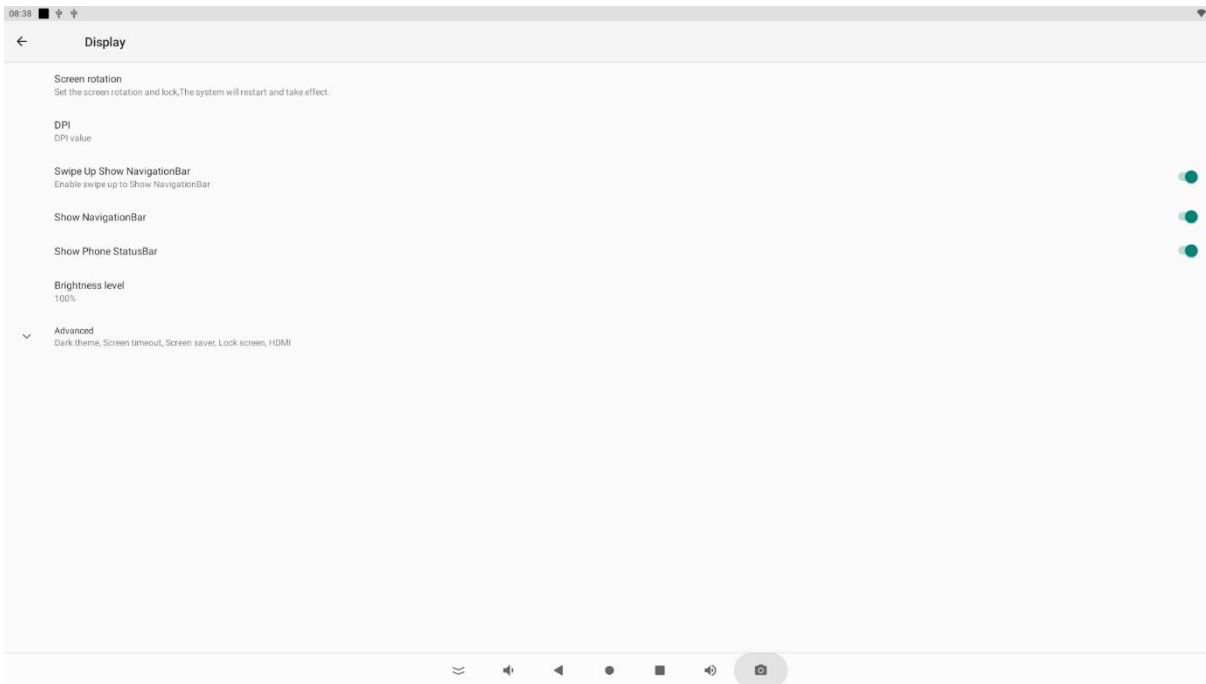 08:38
Display
Screen rotation
Set the screen rotation and lock,The system will restart and take effect.
DPI
DPI value
Swipe Up Show NavigationBar
Enable swipe up to Show NavigationBar
Show NavigationBar
Show Phone StatusBar
Brightness level
100%
Advanced
Dark theme, Screen timeout, Screen saver, Lock screen, HDMI